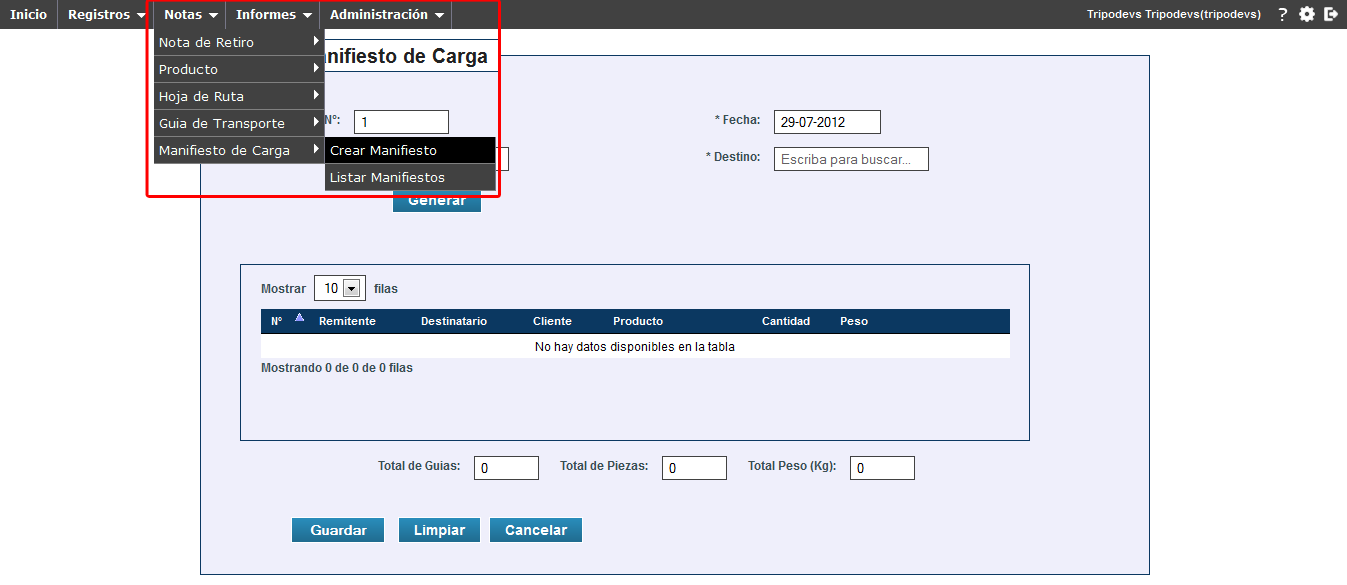 Inicio Registros Notas Informes Administración Tripodevs Tripodevs(tripodevs) ?
Nota de Retiro
nifiesto de Carga
Producto
Hoja de Ruta
Guia de Transporte Nº: 1 * Fecha: 29-07-2012
Manifiesto de Carga Crear Manifiesto * Destino: Escriba para buscar...
Listar Manifiestos
Generar
Mostrar 10 filas
Nº Remitente Destinatario Cliente Producto Cantidad Peso
No hay datos disponibles en la tabla
Mostrando 0 de 0 de 0 filas
Total de Guias: 0 Total de Piezas: 0 Total Peso (Kg): 0
Guardar Limpiar Cancelar